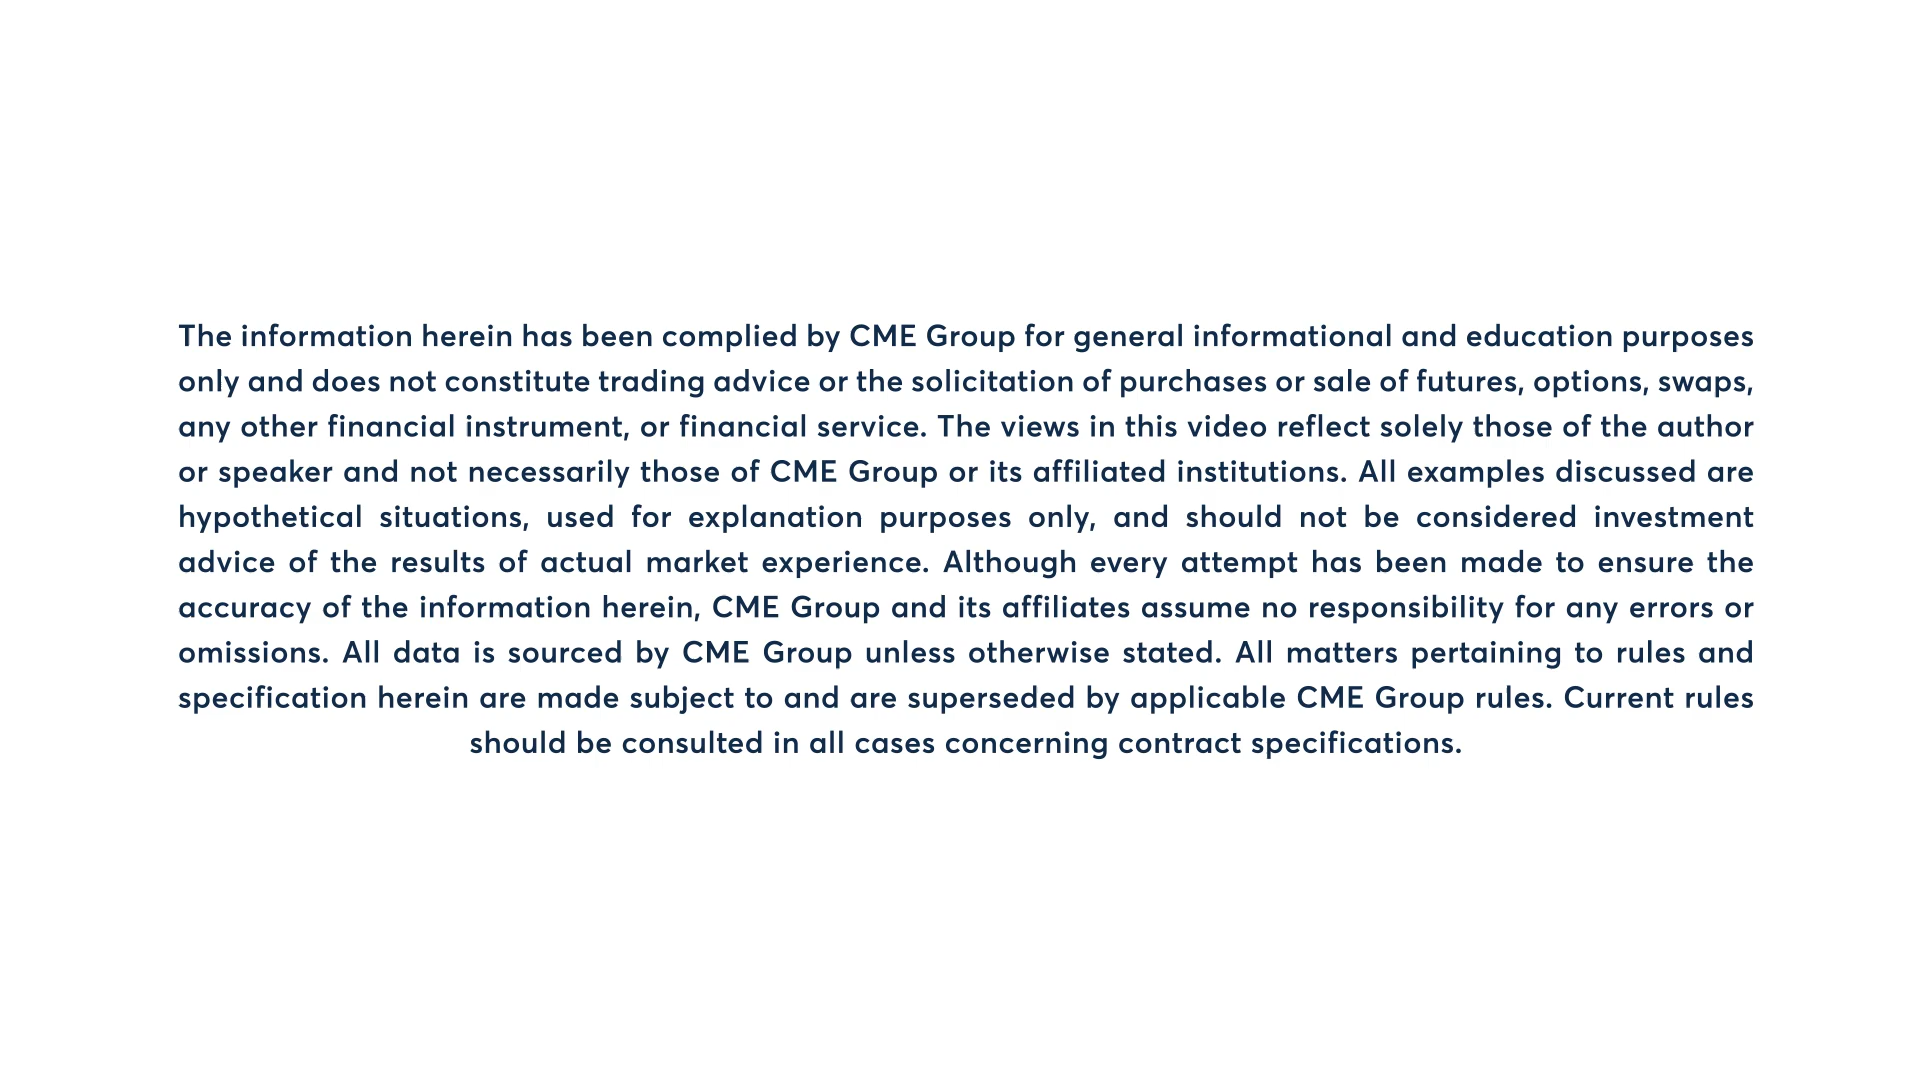 The information herein has been complied by CME Group for general informational and education purposes
only and does not constitute trading advice or the solicitation of purchases or sale of futures, options, swaps,
any other financial instrument, or financial service. The views in this video reflect solely those of the author
or speaker and not necessarily those of CME Group or its affiliated institutions. All examples discussed are
hypothetical situations, used for explanation purposes only, and should not be considered investment
advice of the results of actual market experience. Although every attempt has been made to ensure the
accuracy of the information herein, CME Group and its affiliates assume no responsibility for any errors or
omissions. All data is sourced by CME Group unless otherwise stated. All matters pertaining to rules and
specification herein are made subject to and are superseded by applicable CME Group rules. Current rules
should be consulted in all cases concerning contract specifications.